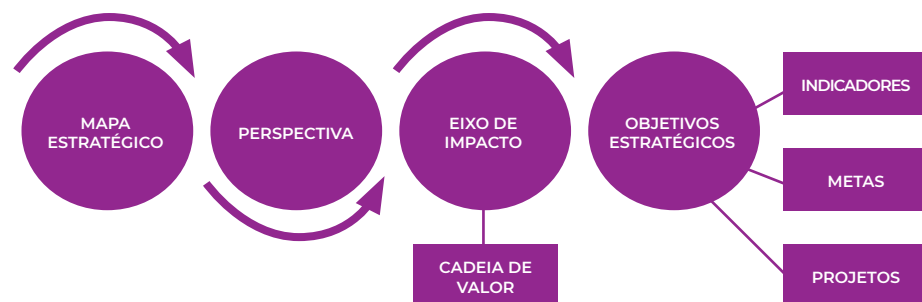 MAPA
ESTRATÉGICO
PERSPECTIVA
EIXO DE
IMPACTO
CADEIA DE
VALOR
OBJETIVOS
ESTRATÉGICOS
INDICADORES
METAS
PROJETOS